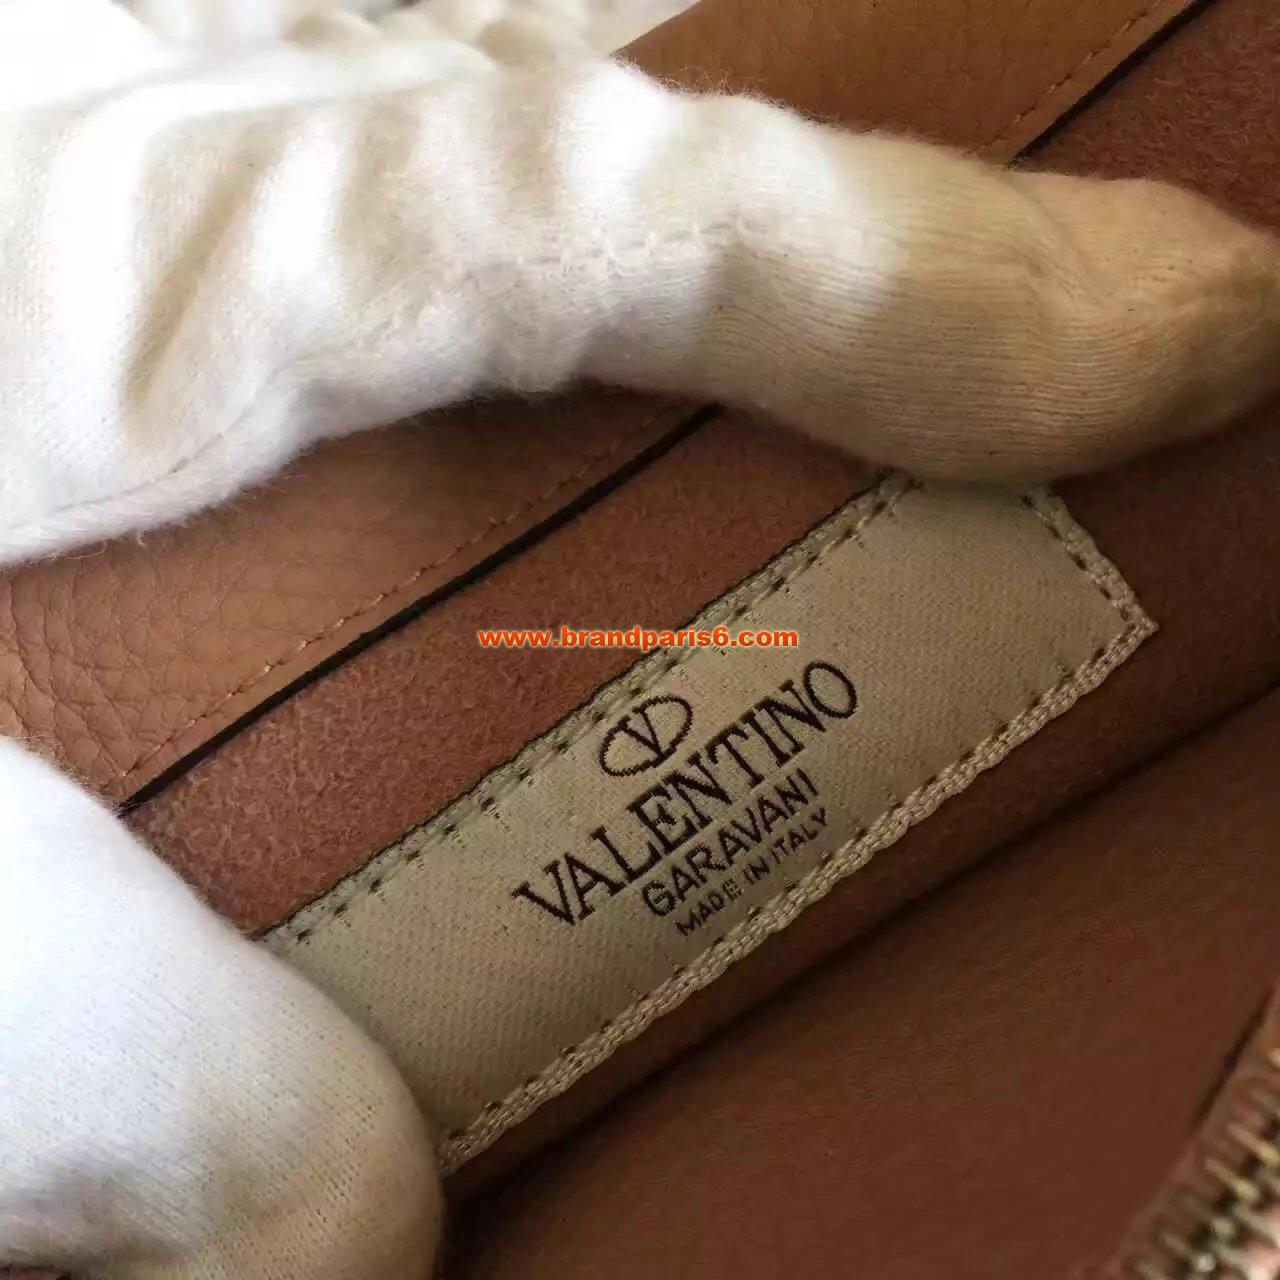 www.brandparis6.com
V
VALENTINO
GARAVANI
MADE IN ITALY